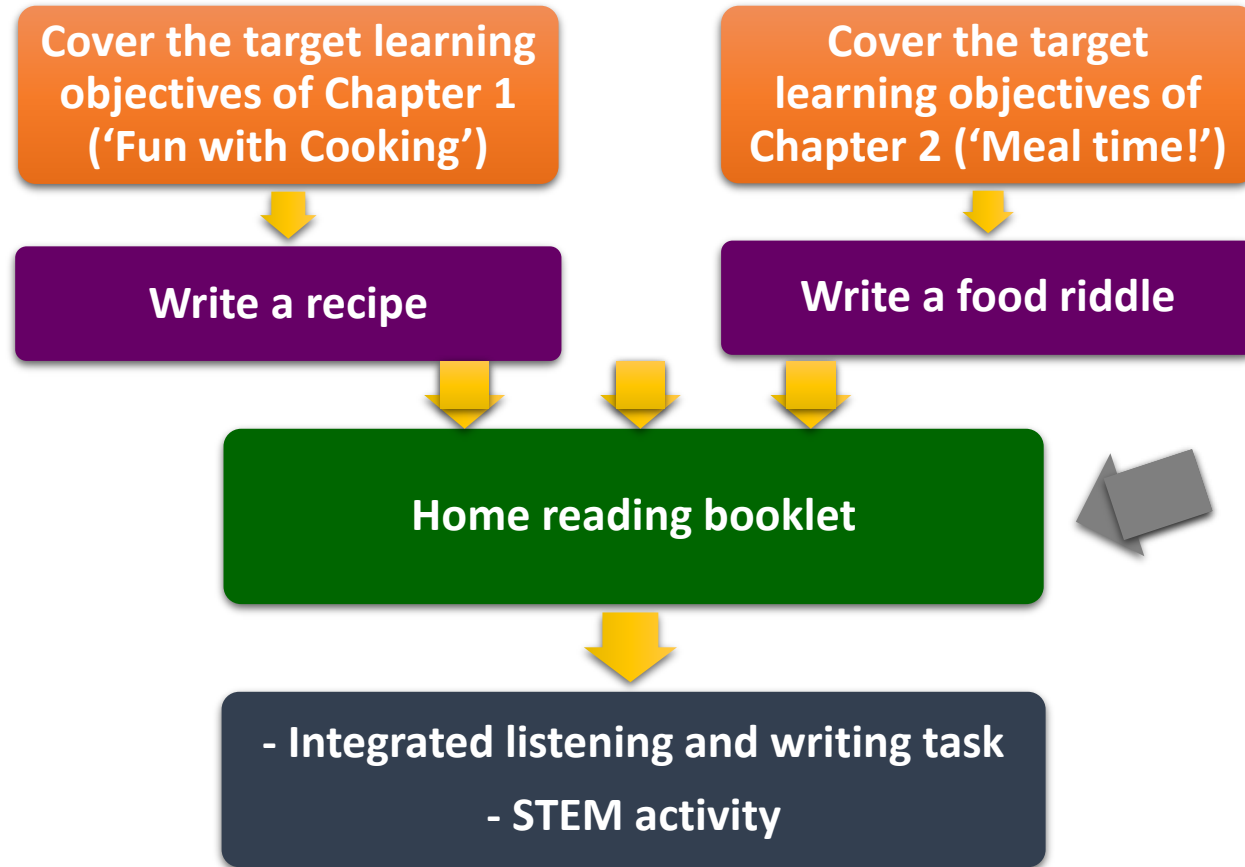 Cover the target learning
objectives of Chapter 1
(‘Fun with Cooking’)
Cover the target
learning objectives of
Chapter 2 (‘Meal time!’)
Write a recipe
Write a food riddle
Home reading booklet
- Integrated listening and writing task
- STEM activity